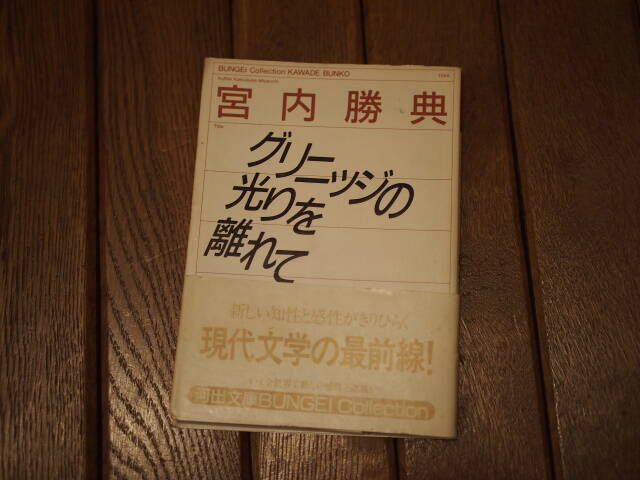 BUNGEI Collection KAWADE BUNKO
Author
宮内勝典
Title
グリニッジの
光りを
離れて
新しい知性と感性がきりひらく
現代文学の最前線!
河出文庫BUNGEI Collection